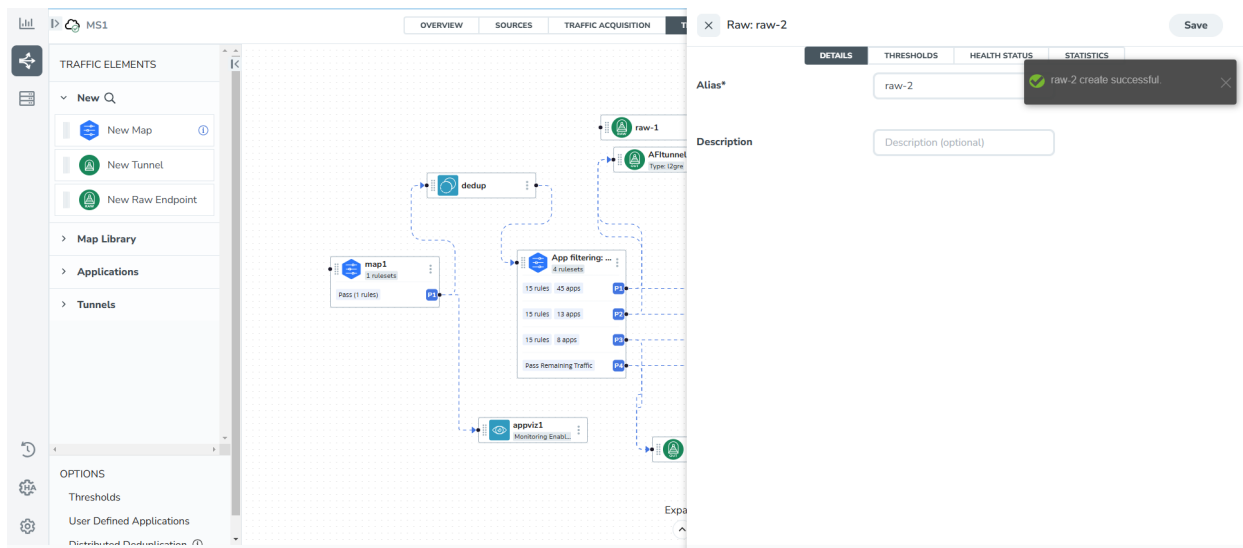 MS1
OVERVIEW
SOURCES
TRAFFIC ACQUISITION
Raw: raw-2
Save
DETAILS
THRESHOLDS
HEALTH STATUS
STATISTICS
raw-2 create successful.
Alias*
raw-2
Description
Description (optional)
TRAFFIC ELEMENTS
New
New Map
New Tunnel
New Raw Endpoint
Map Library
Applications
Tunnels
OPTIONS
Thresholds
User Defined Applications
Distributed Deduplication
HA
raw-1
AFItunnel
Type: l2gre
dedup
map1
1 rulesets
Pass (1 rules)
P1
App filtering: ...
4 rulesets
15 rules 45 apps P1
15 rules 13 apps P2
15 rules 8 apps P3
Pass Remaining Traffic P4
appviz1
Monitoring Enabl...
Expa